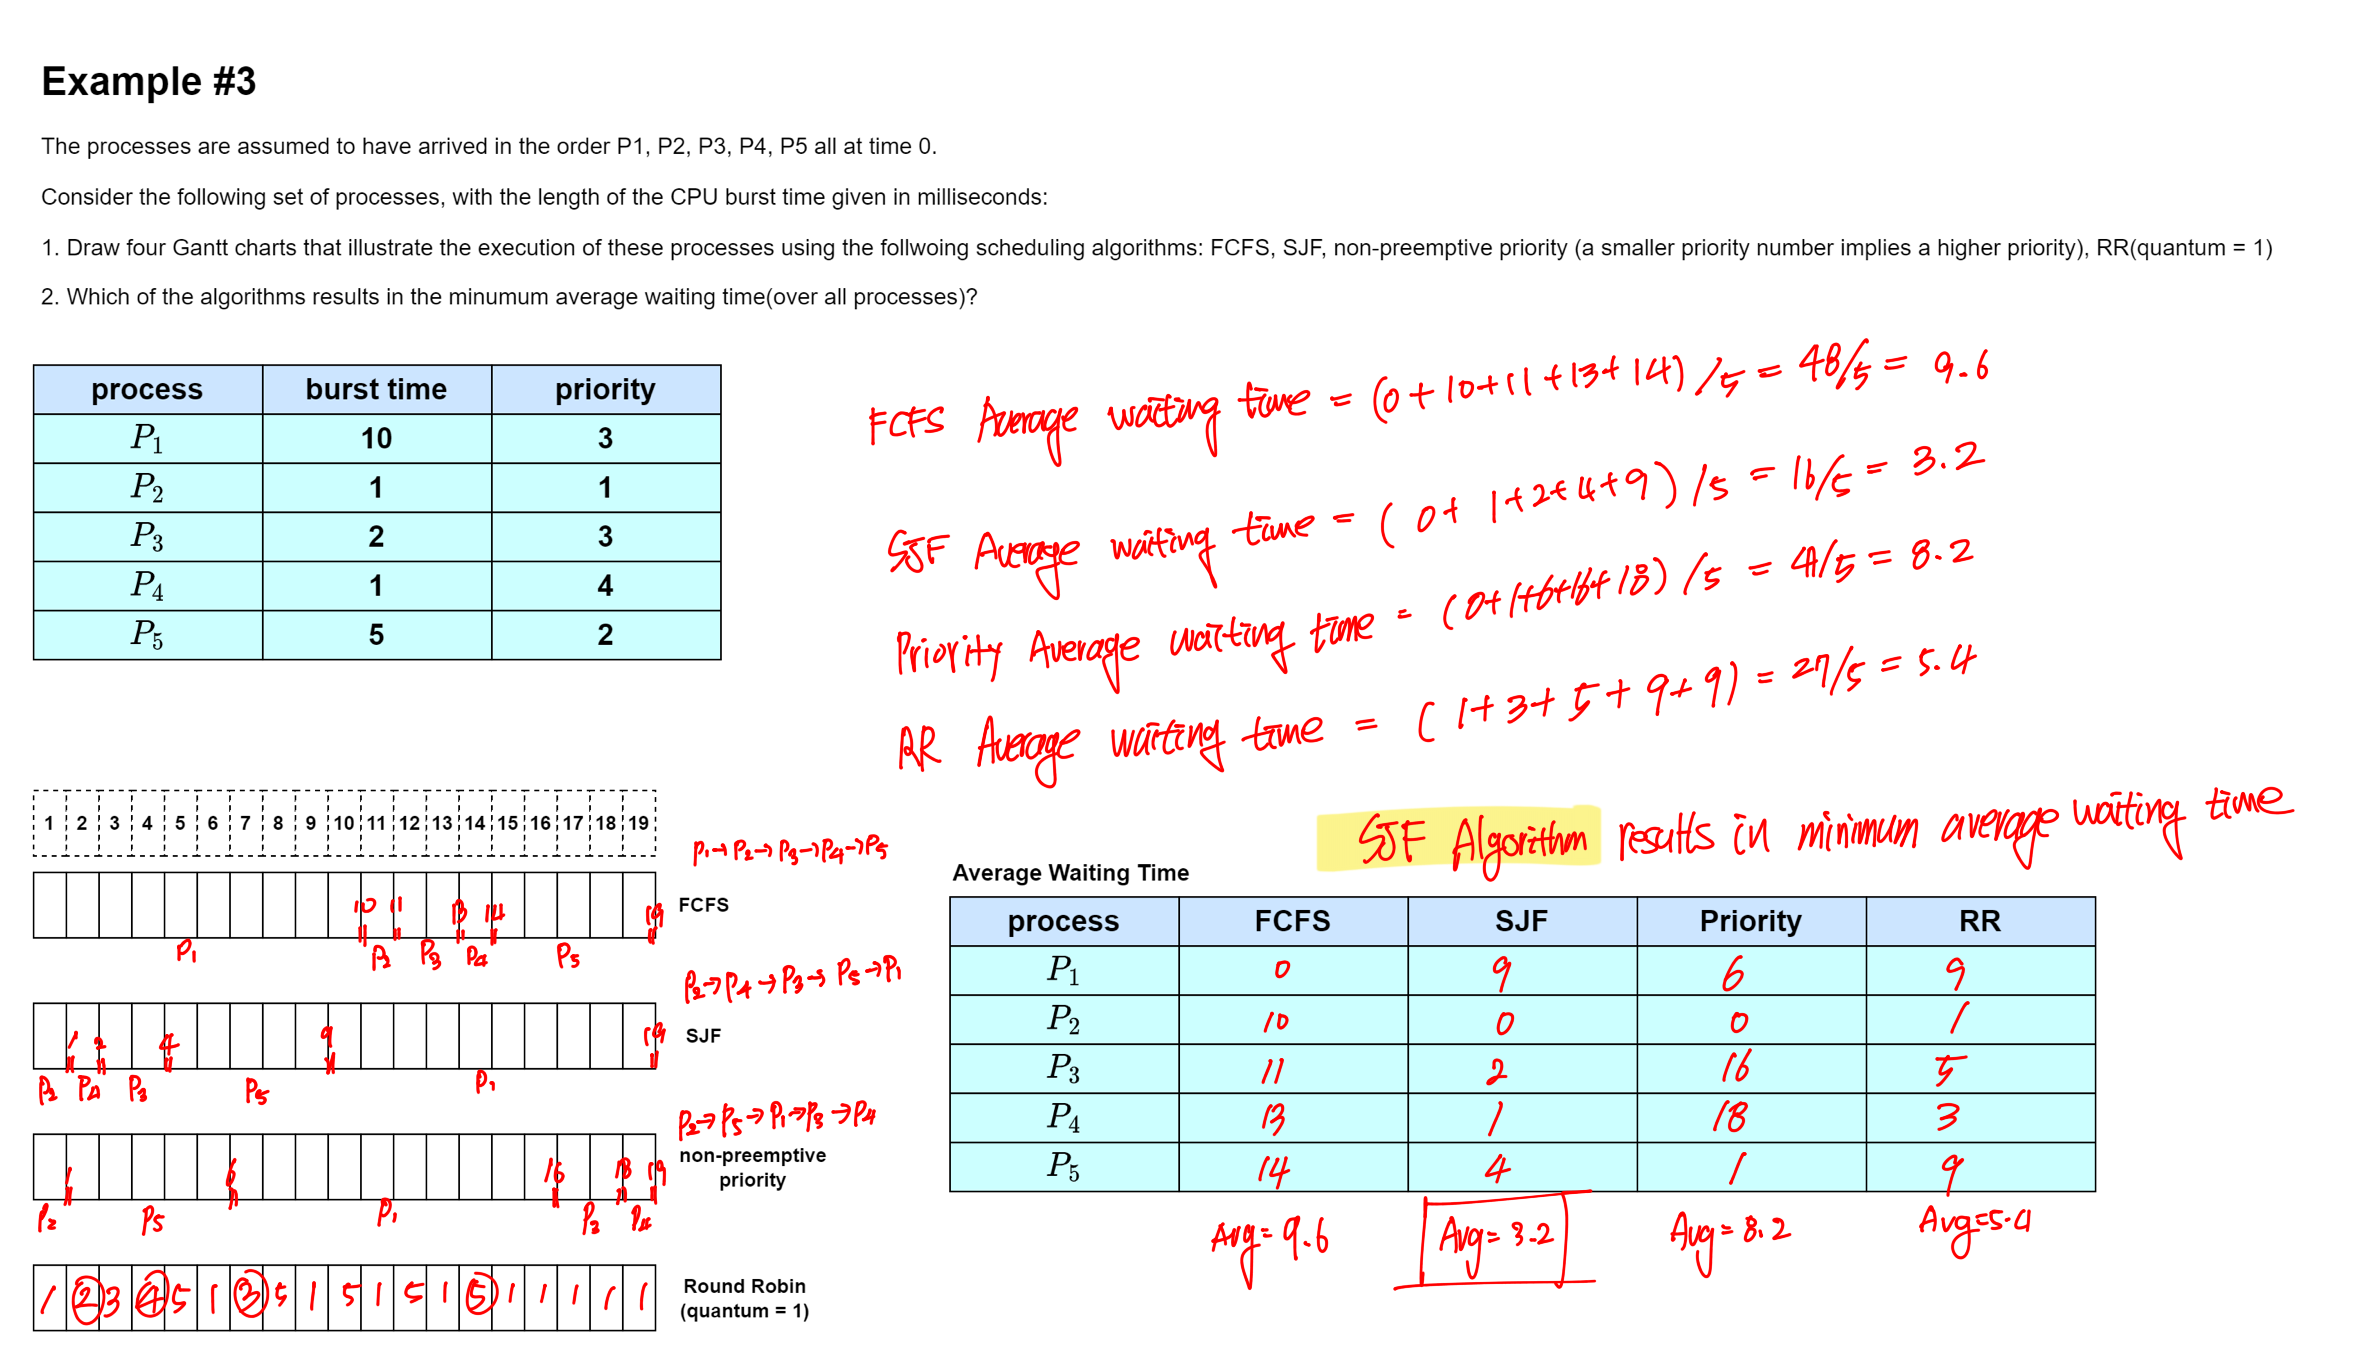 Example #3
The processes are assumed to have arrived in the order P1, P2, P3, P4, P5 all at time 0.
Consider the following set of processes, with the length of the CPU burst time given in milliseconds:
1. Draw four Gantt charts that illustrate the execution of these processes using the follwoing scheduling algorithms: FCFS, SJF, non-preemptive priority (a smaller priority number implies a higher priority), RR(quantum = 1)
2. Which of the algorithms results in the minumum average waiting time(over all processes)?
process burst time priority
P1 10 3
P2 1 1
P3 2 3
P4 1 4
P5 5 2
FCFS Average waiting time = (0+10+11+13+14)/5 = 48/5 = 9.6
SJF Average waiting time = (0+1+2+4+9)/5 = 16/5 = 3.2
Priority Average waiting time = (0+1+6+16+18)/5 = 41/5 = 8.2
RR Average waiting time = (1+3+5+9+9) = 27/5 = 5.4
SJF Algorithm results in minimum average waiting time
1 2 3 4 5 6 7 8 9 10 11 12 13 14 15 16 17 18 19
P1→P2→P3→P4→P5
10 11 13 14 19 FCFS
P1 P2 P3 P4 P5
P2→P4→P3→P5→P1
1 2 4 9 19 SJF
P2 P4 P3 P5 P1
P2→P5→P1→P3→P4
1 6 16 18 19 non-preemptive
priority
P2 P5 P1 P3 P4
1 2 3 4 5 1 3 5 1 5 1 5 1 5 1 1 1 1 1 Round Robin
(quantum = 1)
Average Waiting Time
process FCFS SJF Priority RR
P1 0 9 6 9
P2 10 0 0 1
P3 11 2 16 5
P4 13 1 18 3
P5 14 4 1 9
Avg=9.6 Avg=3.2 Avg=8.2 Avg=5.4